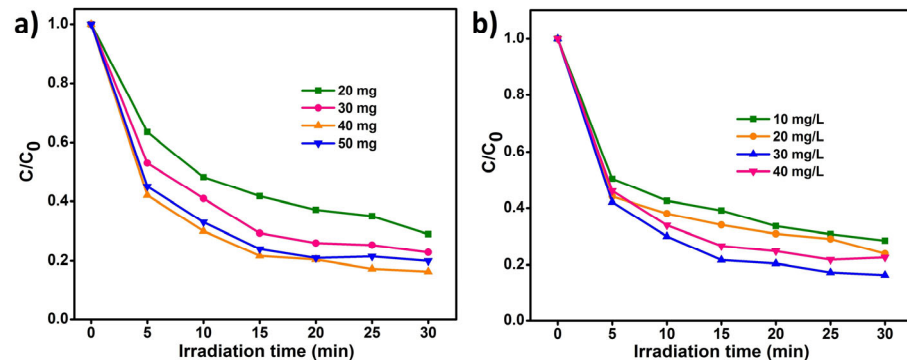 a)
C/C0
1.0
0.8
0.6
0.4
0.2
0.0
20 mg
30 mg
40 mg
50 mg
0 5 10 15 20 25 30
Irradiation time (min)
b)
C/C0
1.0
0.8
0.6
0.4
0.2
0.0
10 mg/L
20 mg/L
30 mg/L
40 mg/L
0 5 10 15 20 25 30
Irradiation time (min)